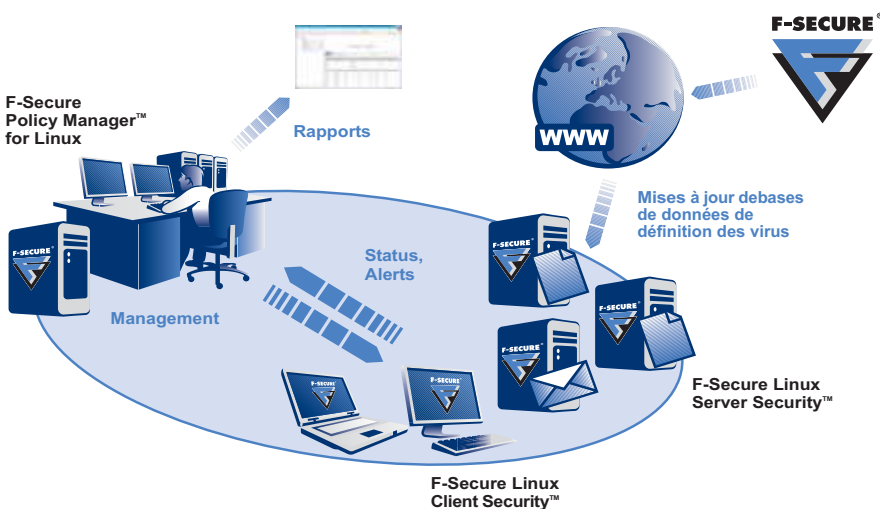 F-SECURE®
F-Secure
Policy Manager™
for Linux
Rapports
WWW
Mises à jour debases
de données de
définition des virus
F-SECURE
Status,
Alerts
Management
F-SECURE
F-SECURE
F-SECURE
F-SECURE
F-SECURE
F-Secure Linux
Server Security™
F-Secure Linux
Client Security™